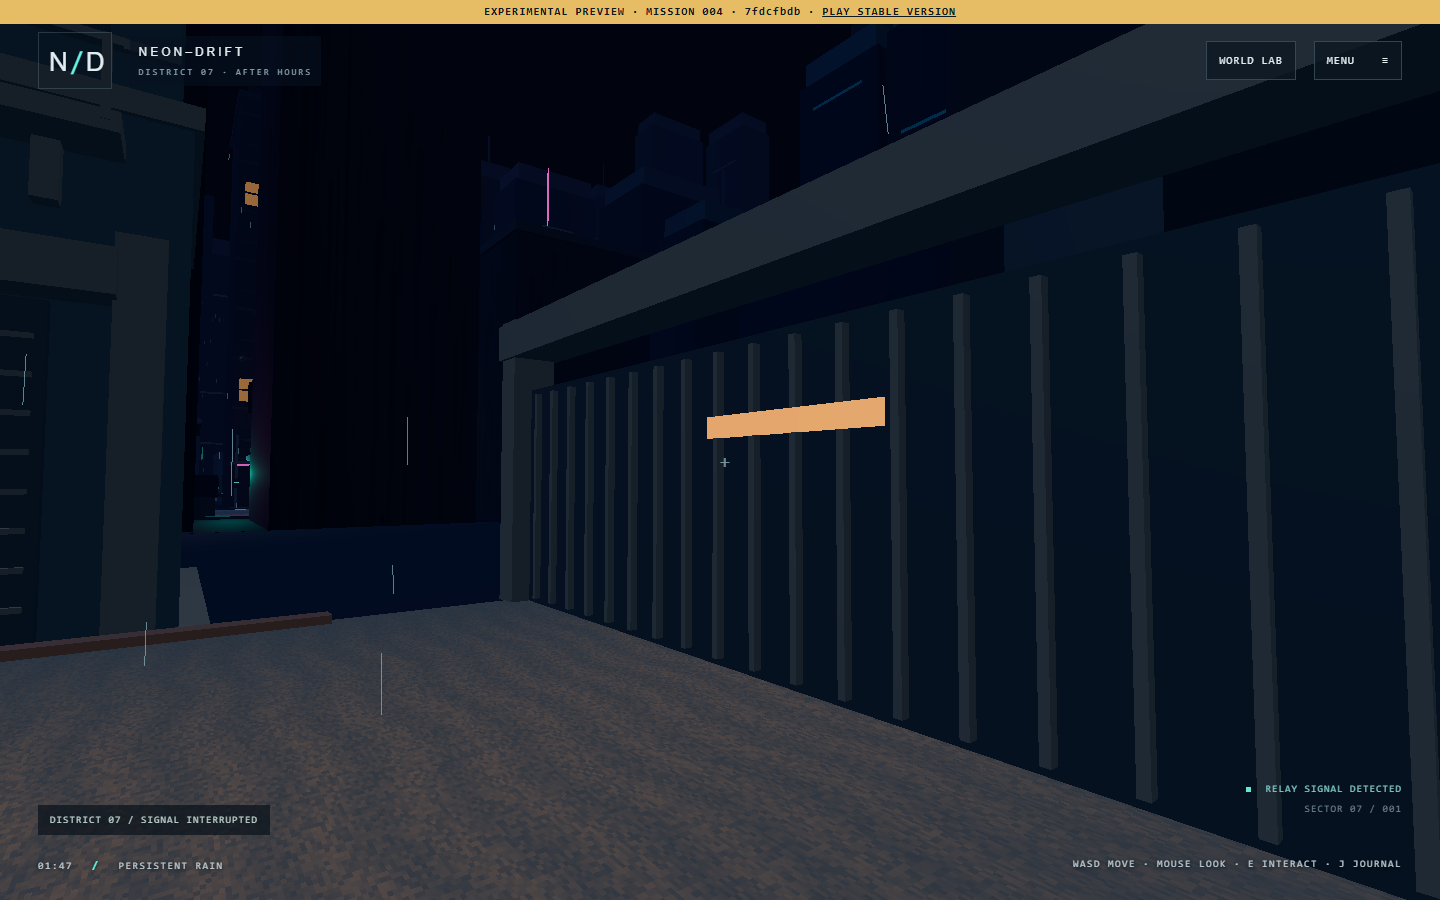 EXPERIMENTAL PREVIEW · MISSION 004 · 7fdcfbdb · PLAY STABLE VERSION
N/D
NEON—DRIFT
DISTRICT 07 · AFTER HOURS
WORLD LAB
MENU ≡
RELAY SIGNAL DETECTED
SECTOR 07 / 001
DISTRICT 07 / SIGNAL INTERRUPTED
01:47 / PERSISTENT RAIN
WASD MOVE · MOUSE LOOK · E INTERACT · J JOURNAL